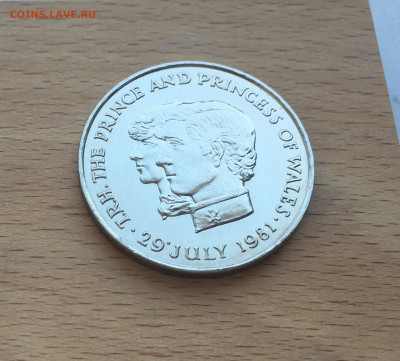 COINS.LAVE.RU
T.R.H. THE PRINCE AND PRINCESS OF WALES
· 29 · JULY 1981 ·